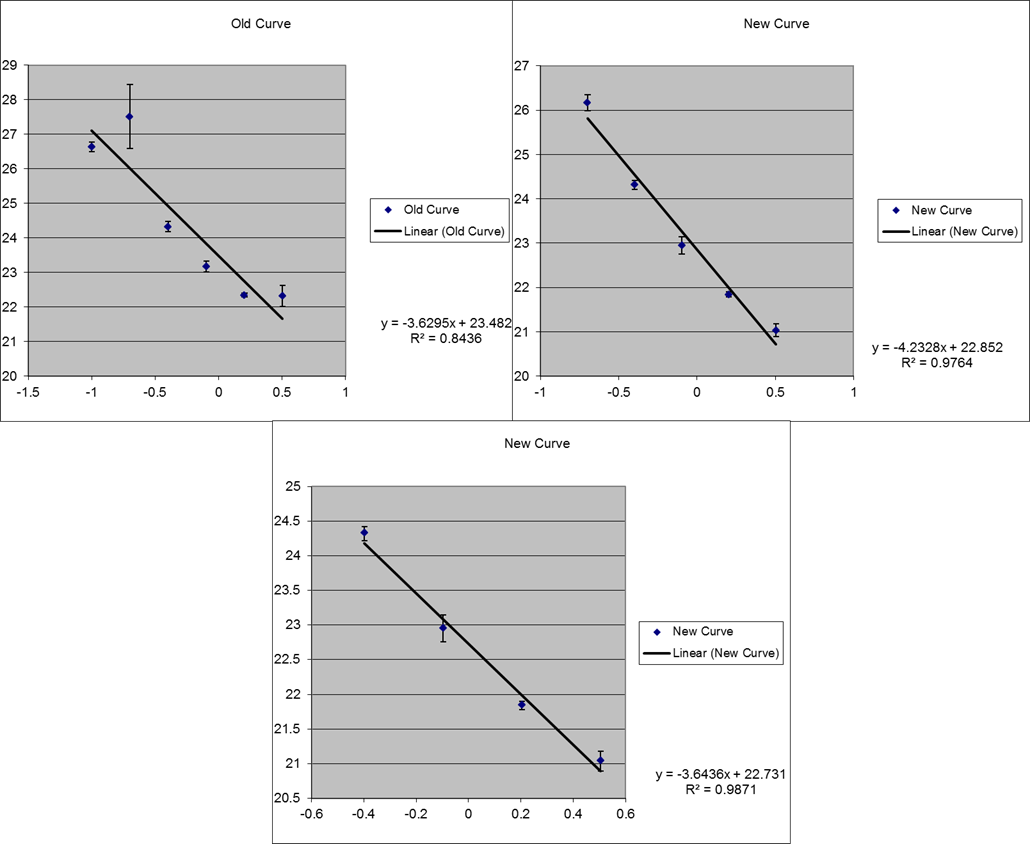 Old Curve
29
28
27
26
25
24
23
22
21
20
-1.5 -1 -0.5 0 0.5 1
Old Curve
Linear (Old Curve)
y = -3.6295x + 23.482
R² = 0.8436
New Curve
27
26
25
24
23
22
21
20
-1 -0.5 0 0.5 1
New Curve
Linear (New Curve)
y = -4.2328x + 22.852
R² = 0.9764
New Curve
25
24.5
24
23.5
23
22.5
22
21.5
21
20.5
-0.6 -0.4 -0.2 0 0.2 0.4 0.6
New Curve
Linear (New Curve)
y = -3.6436x + 22.731
R² = 0.9871